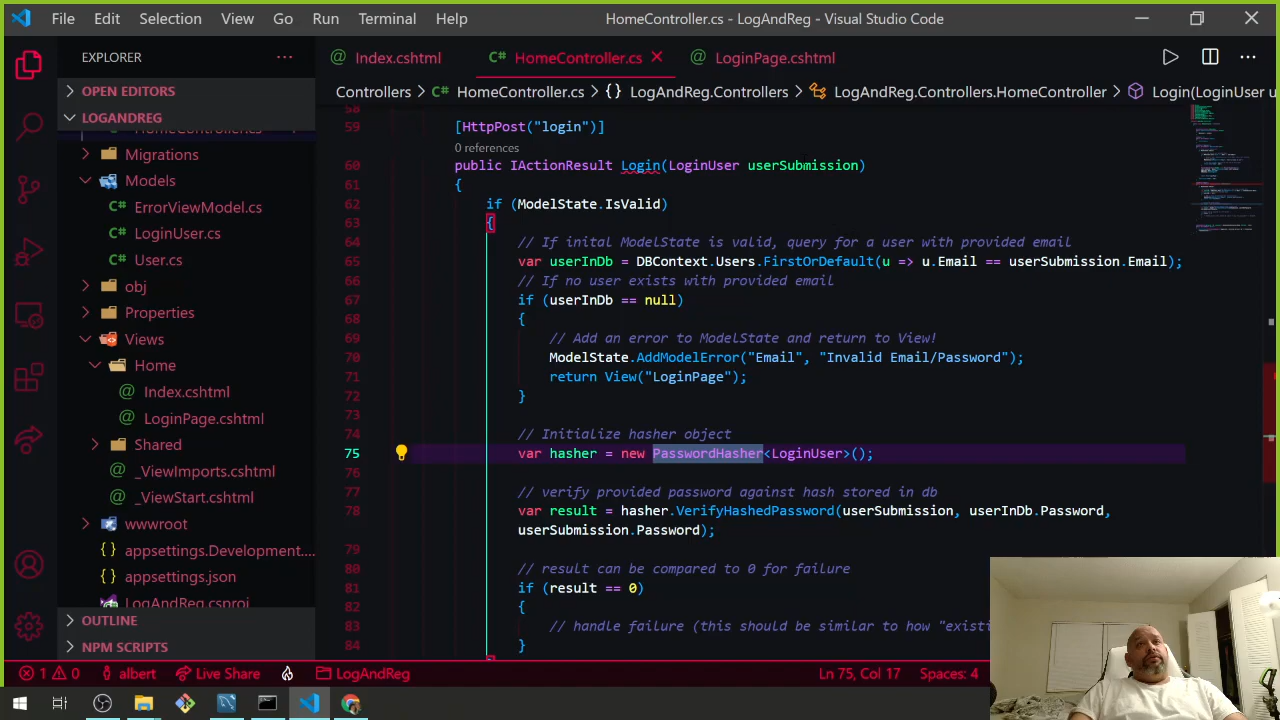 File Edit Selection View Go Run Terminal Help
HomeController.cs - LogAndReg - Visual Studio Code
EXPLORER
Index.cshtml
HomeController.cs
LoginPage.cshtml
OPEN EDITORS
Controllers > HomeController.cs > {} LogAndReg.Controllers > LogAndReg.Controllers.HomeController > Login(LoginUser u
LOGANDREG
HomeController.cs
Migrations
Models
ErrorViewModel.cs
LoginUser.cs
User.cs
obj
Properties
Views
Home
Index.cshtml
LoginPage.cshtml
Shared
_ViewImports.cshtml
_ViewStart.cshtml
wwwroot
{} appsettings.Development....
{} appsettings.json
LogAndReg.csproj
OUTLINE
NPM SCRIPTS
58
59 [HttpPost("login")]
0 references
60 public IActionResult Login(LoginUser userSubmission)
61 {
62 if (ModelState.IsValid)
63 {
64 // If inital ModelState is valid, query for a user with provided email
65 var userInDb = DBContext.Users.FirstOrDefault(u => u.Email == userSubmission.Email);
66 // If no user exists with provided email
67 if (userInDb == null)
68 {
69 // Add an error to ModelState and return to View!
70 ModelState.AddModelError("Email", "Invalid Email/Password");
71 return View("LoginPage");
72 }
73
74 // Initialize hasher object
75 var hasher = new PasswordHasher<LoginUser>();
76
77 // verify provided password against hash stored in db
78 var result = hasher.VerifyHashedPassword(userSubmission, userInDb.Password,
userSubmission.Password);
79
80 // result can be compared to 0 for failure
81 if (result == 0)
82 {
83 // handle failure (this should be similar to how "existi
84 }
1 0 albert Live Share LogAndReg Ln 75, Col 17 Spaces: 4